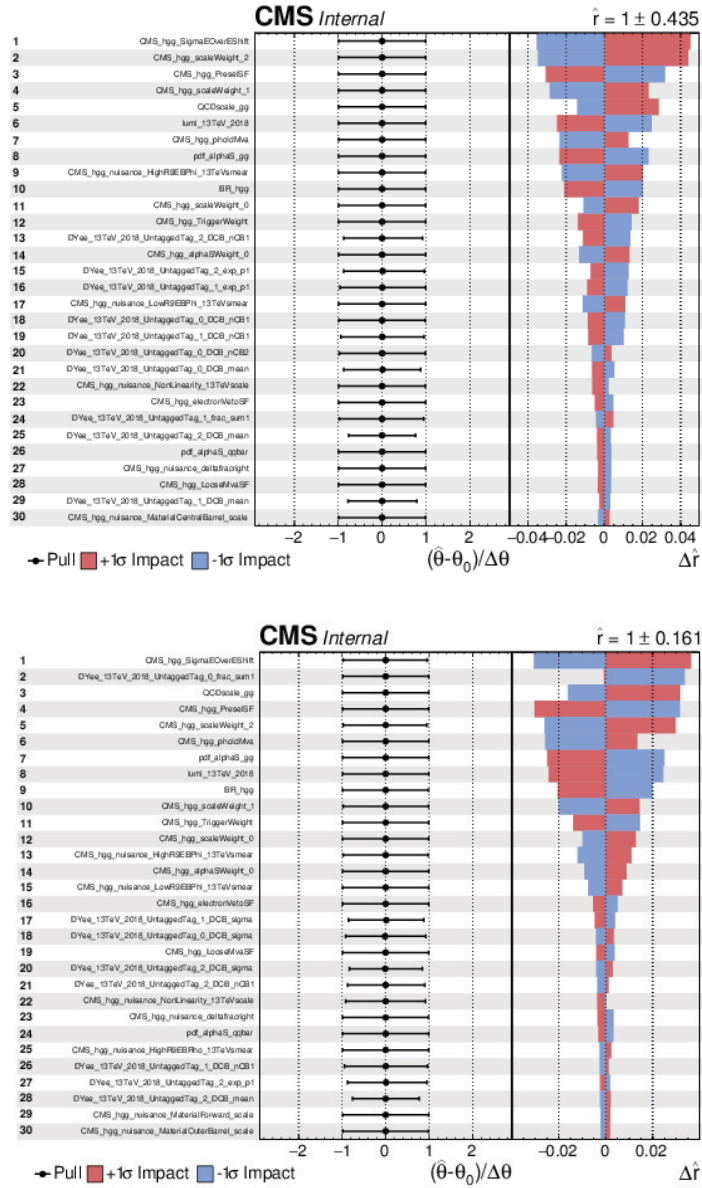 CMS Internal r̂ = 1 ± 0.435
1 CMS_hgg_SigmaEOverEShift
2 CMS_hgg_scaleWeight_2
3 CMS_hgg_PreselSF
4 CMS_hgg_scaleWeight_1
5 QCDscale_gg
6 lumi_13TeV_2018
7 CMS_hgg_phoIdMva
8 pdf_alphaS_gg
9 CMS_hgg_nuisance_HighR9EBPhi_13TeVsmear
10 BR_hgg
11 CMS_hgg_scaleWeight_0
12 CMS_hgg_TriggerWeight
13 DYee_13TeV_2018_UntaggedTag_2_DCB_nCB1
14 CMS_hgg_alphaSWeight_0
15 DYee_13TeV_2018_UntaggedTag_2_exp_p1
16 DYee_13TeV_2018_UntaggedTag_1_exp_p1
17 CMS_hgg_nuisance_LowR9EBPhi_13TeVsmear
18 DYee_13TeV_2018_UntaggedTag_0_DCB_nCB1
19 DYee_13TeV_2018_UntaggedTag_1_DCB_nCB1
20 DYee_13TeV_2018_UntaggedTag_0_DCB_nCB2
21 DYee_13TeV_2018_UntaggedTag_0_DCB_mean
22 CMS_hgg_nuisance_NonLinearity_13TeVscale
23 CMS_hgg_electronVetoSF
24 DYee_13TeV_2018_UntaggedTag_1_frac_sum1
25 DYee_13TeV_2018_UntaggedTag_2_DCB_mean
26 pdf_alphaS_qqbar
27 CMS_hgg_nuisance_deltafracright
28 CMS_hgg_LooseMvaSF
29 DYee_13TeV_2018_UntaggedTag_1_DCB_mean
30 CMS_hgg_nuisance_MaterialCentralBarrel_scale
−2 −1 0 1 2 −0.04 −0.02 0 0.02 0.04
Pull +1σ Impact -1σ Impact (θ̂-θ₀)/Δθ Δr̂
CMS Internal r̂ = 1 ± 0.161
1 CMS_hgg_SigmaEOverEShift
2 DYee_13TeV_2018_UntaggedTag_0_frac_sum1
3 QCDscale_gg
4 CMS_hgg_PreselSF
5 CMS_hgg_scaleWeight_2
6 CMS_hgg_phoIdMva
7 pdf_alphaS_gg
8 lumi_13TeV_2018
9 BR_hgg
10 CMS_hgg_scaleWeight_1
11 CMS_hgg_TriggerWeight
12 CMS_hgg_scaleWeight_0
13 CMS_hgg_nuisance_HighR9EBPhi_13TeVsmear
14 CMS_hgg_alphaSWeight_0
15 CMS_hgg_nuisance_LowR9EBPhi_13TeVsmear
16 CMS_hgg_electronVetoSF
17 DYee_13TeV_2018_UntaggedTag_1_DCB_sigma
18 DYee_13TeV_2018_UntaggedTag_0_DCB_sigma
19 CMS_hgg_LooseMvaSF
20 DYee_13TeV_2018_UntaggedTag_2_DCB_sigma
21 DYee_13TeV_2018_UntaggedTag_2_DCB_nCB1
22 CMS_hgg_nuisance_NonLinearity_13TeVscale
23 CMS_hgg_nuisance_deltafracright
24 pdf_alphaS_qqbar
25 CMS_hgg_nuisance_HighR9EBRho_13TeVsmear
26 DYee_13TeV_2018_UntaggedTag_1_DCB_nCB1
27 DYee_13TeV_2018_UntaggedTag_2_exp_p1
28 DYee_13TeV_2018_UntaggedTag_2_DCB_mean
29 CMS_hgg_nuisance_MaterialForward_scale
30 CMS_hgg_nuisance_MaterialOuterBarrel_scale
−2 −1 0 1 2 −0.02 0 0.02
Pull +1σ Impact -1σ Impact (θ̂-θ₀)/Δθ Δr̂